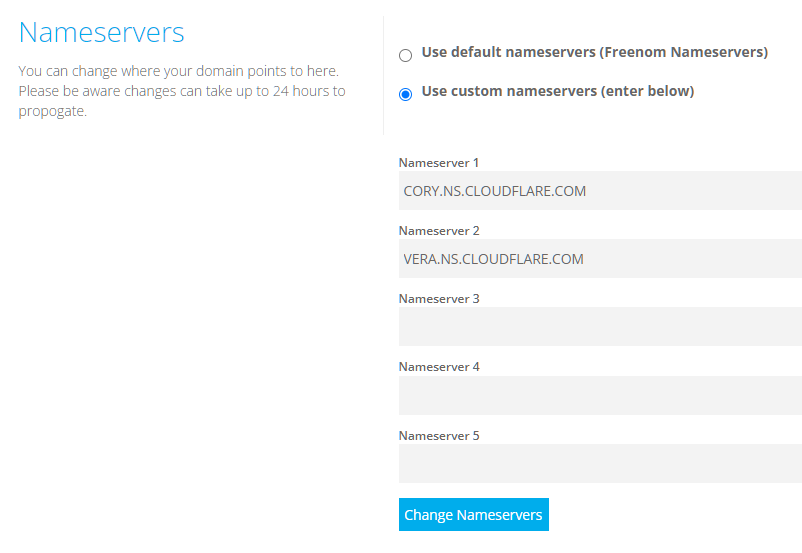 Nameservers
You can change where your domain points to here.
Please be aware changes can take up to 24 hours to
propogate.
Use default nameservers (Freenom Nameservers)
Use custom nameservers (enter below)
Nameserver 1
CORY.NS.CLOUDFLARE.COM
Nameserver 2
VERA.NS.CLOUDFLARE.COM
Nameserver 3
Nameserver 4
Nameserver 5
Change Nameservers